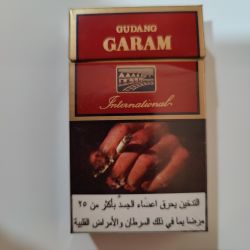 GUDANG
GARAM
International
التدخين يحرق اعضاء الجسد بأكثر من ٢٥
مرضا بما في ذلك السرطان والأمراض القلبية